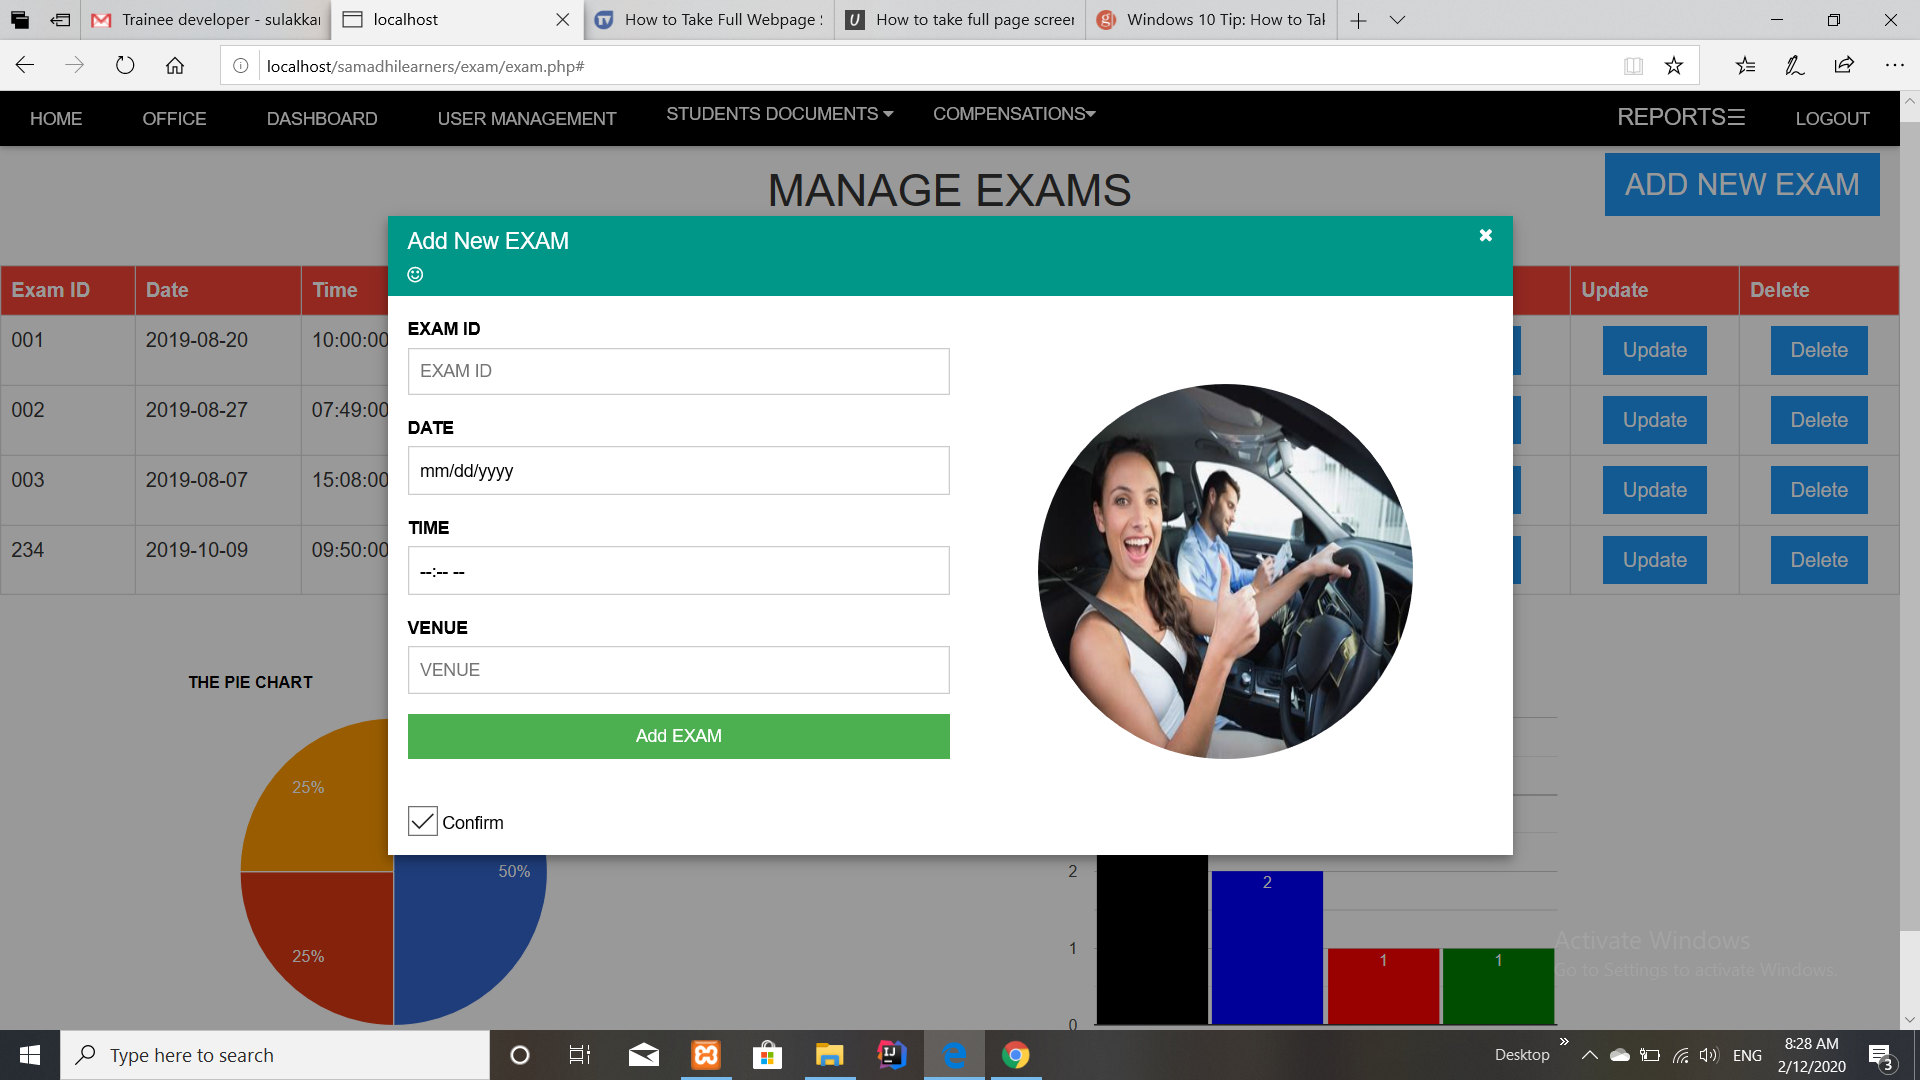 Trainee developer - sulakkar
localhost
How to Take Full Webpage
How to take full page screen
Windows 10 Tip: How to Tak
localhost/samadhilearners/exam/exam.php#
HOME
OFFICE
DASHBOARD
USER MANAGEMENT
STUDENTS DOCUMENTS
COMPENSATIONS
REPORTS
LOGOUT
MANAGE EXAMS
ADD NEW EXAM
Add New EXAM
Exam ID Date Time Update Delete
001 2019-08-20 10:00:00 Update Delete
002 2019-08-27 07:49:00 Update Delete
003 2019-08-07 15:08:00 Update Delete
234 2019-10-09 09:50:00 Update Delete
EXAM ID
EXAM ID
DATE
mm/dd/yyyy
TIME
--:-- --
VENUE
VENUE
Add EXAM
Confirm
THE PIE CHART
25%
50%
25%
2
1
0
2
1
1
Activate Windows
Go to Settings to activate Windows.
Type here to search
Desktop
ENG
8:28 AM
2/12/2020
3